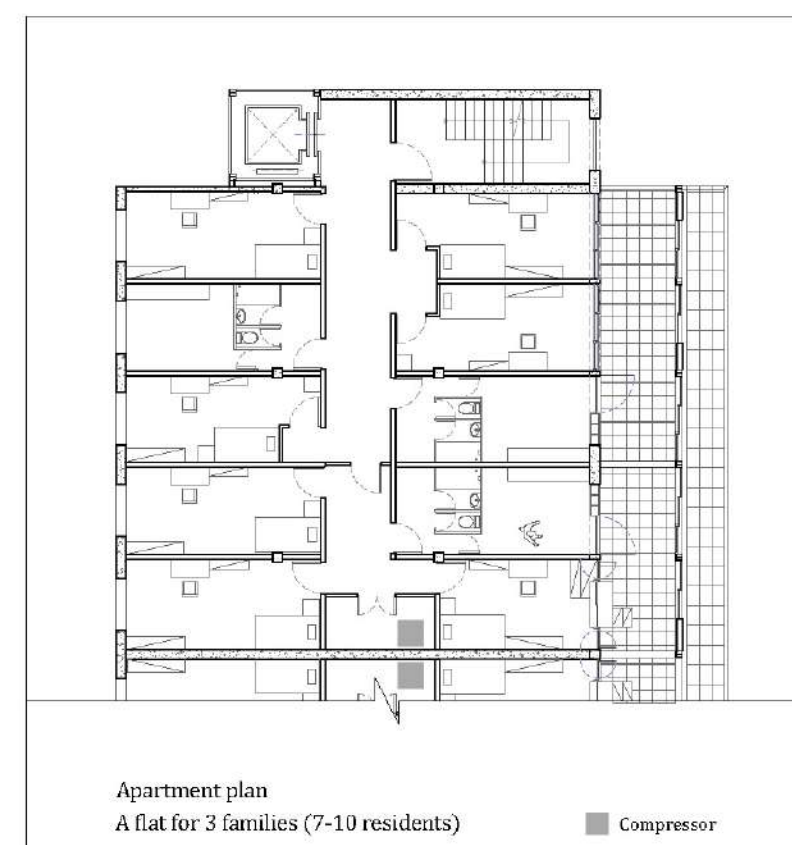 Apartment plan
A flat for 3 families (7-10 residents)
Compressor